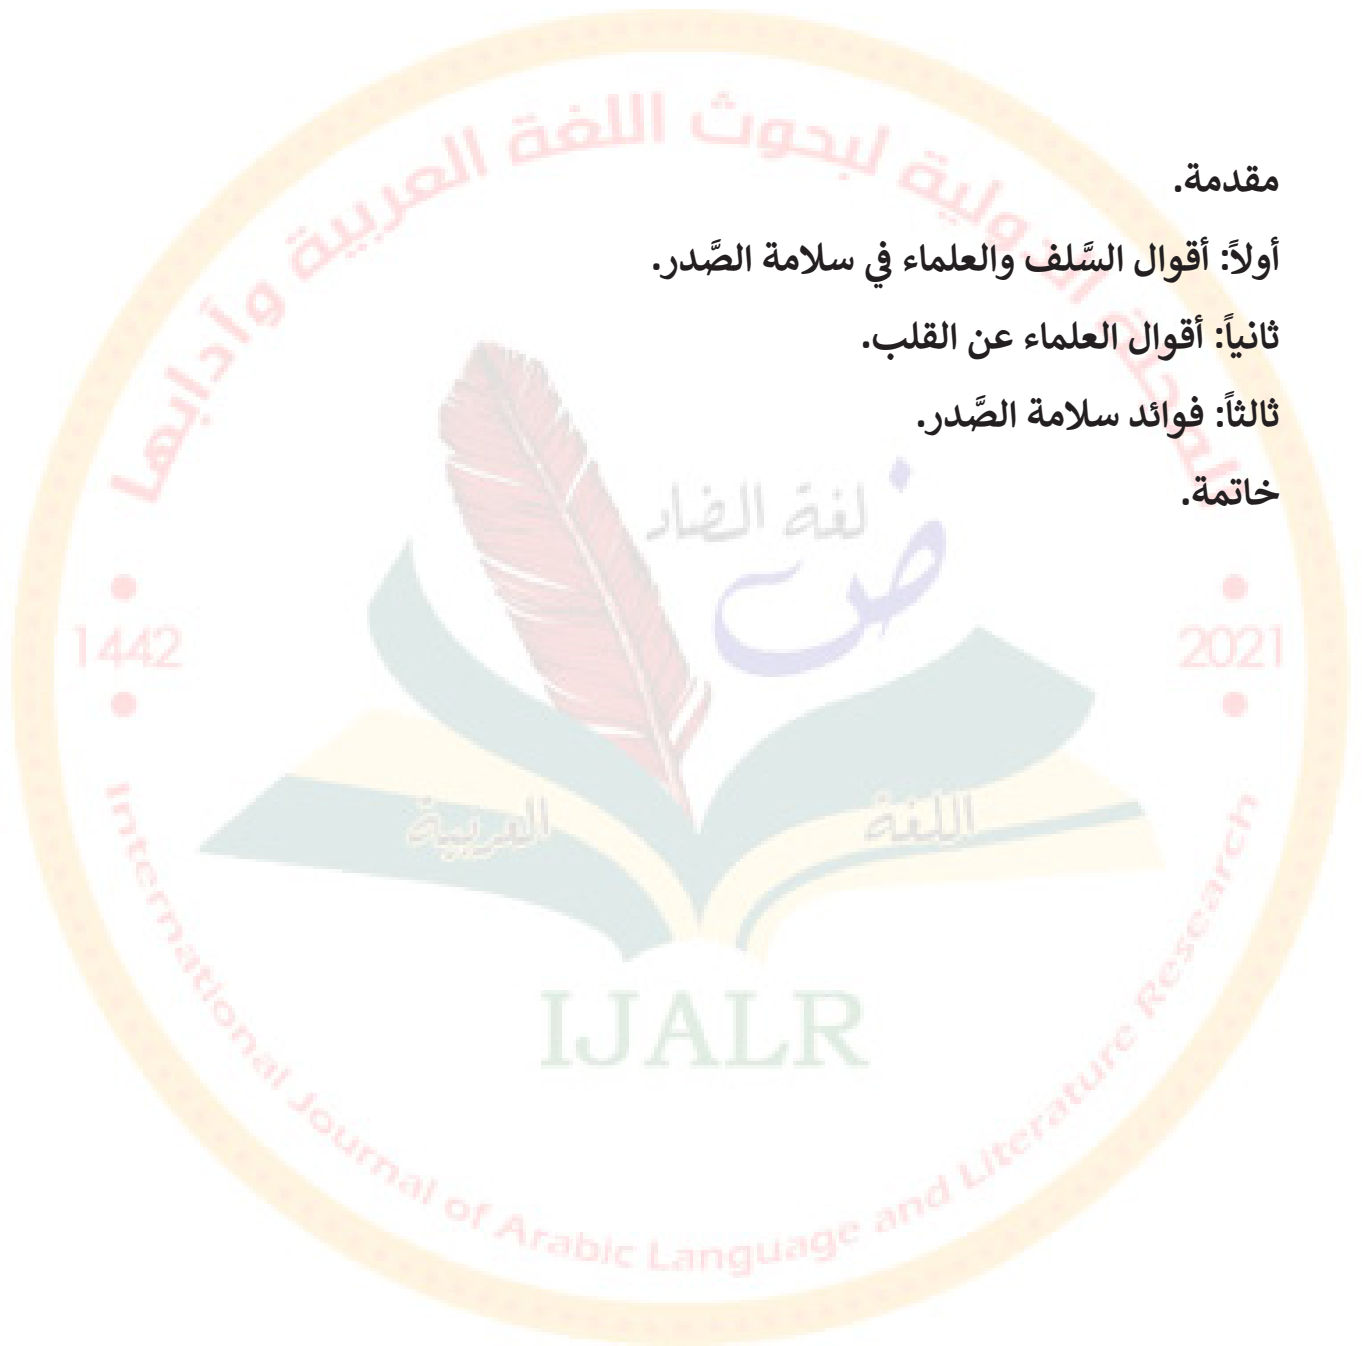 مقدمة.
أولاً: أقوال السَّلف والعلماء في سلامة الصَّدر.
ثانياً: أقوال العلماء عن القلب.
ثالثاً: فوائد سلامة الصَّدر.
خاتمة.
المجلة الدولية لبحوث اللغة العربية وآدابها
لغة الضاد
ض
1442
2021
العربية
اللغة
IJALR
International Journal of Arabic Language and Literature Research